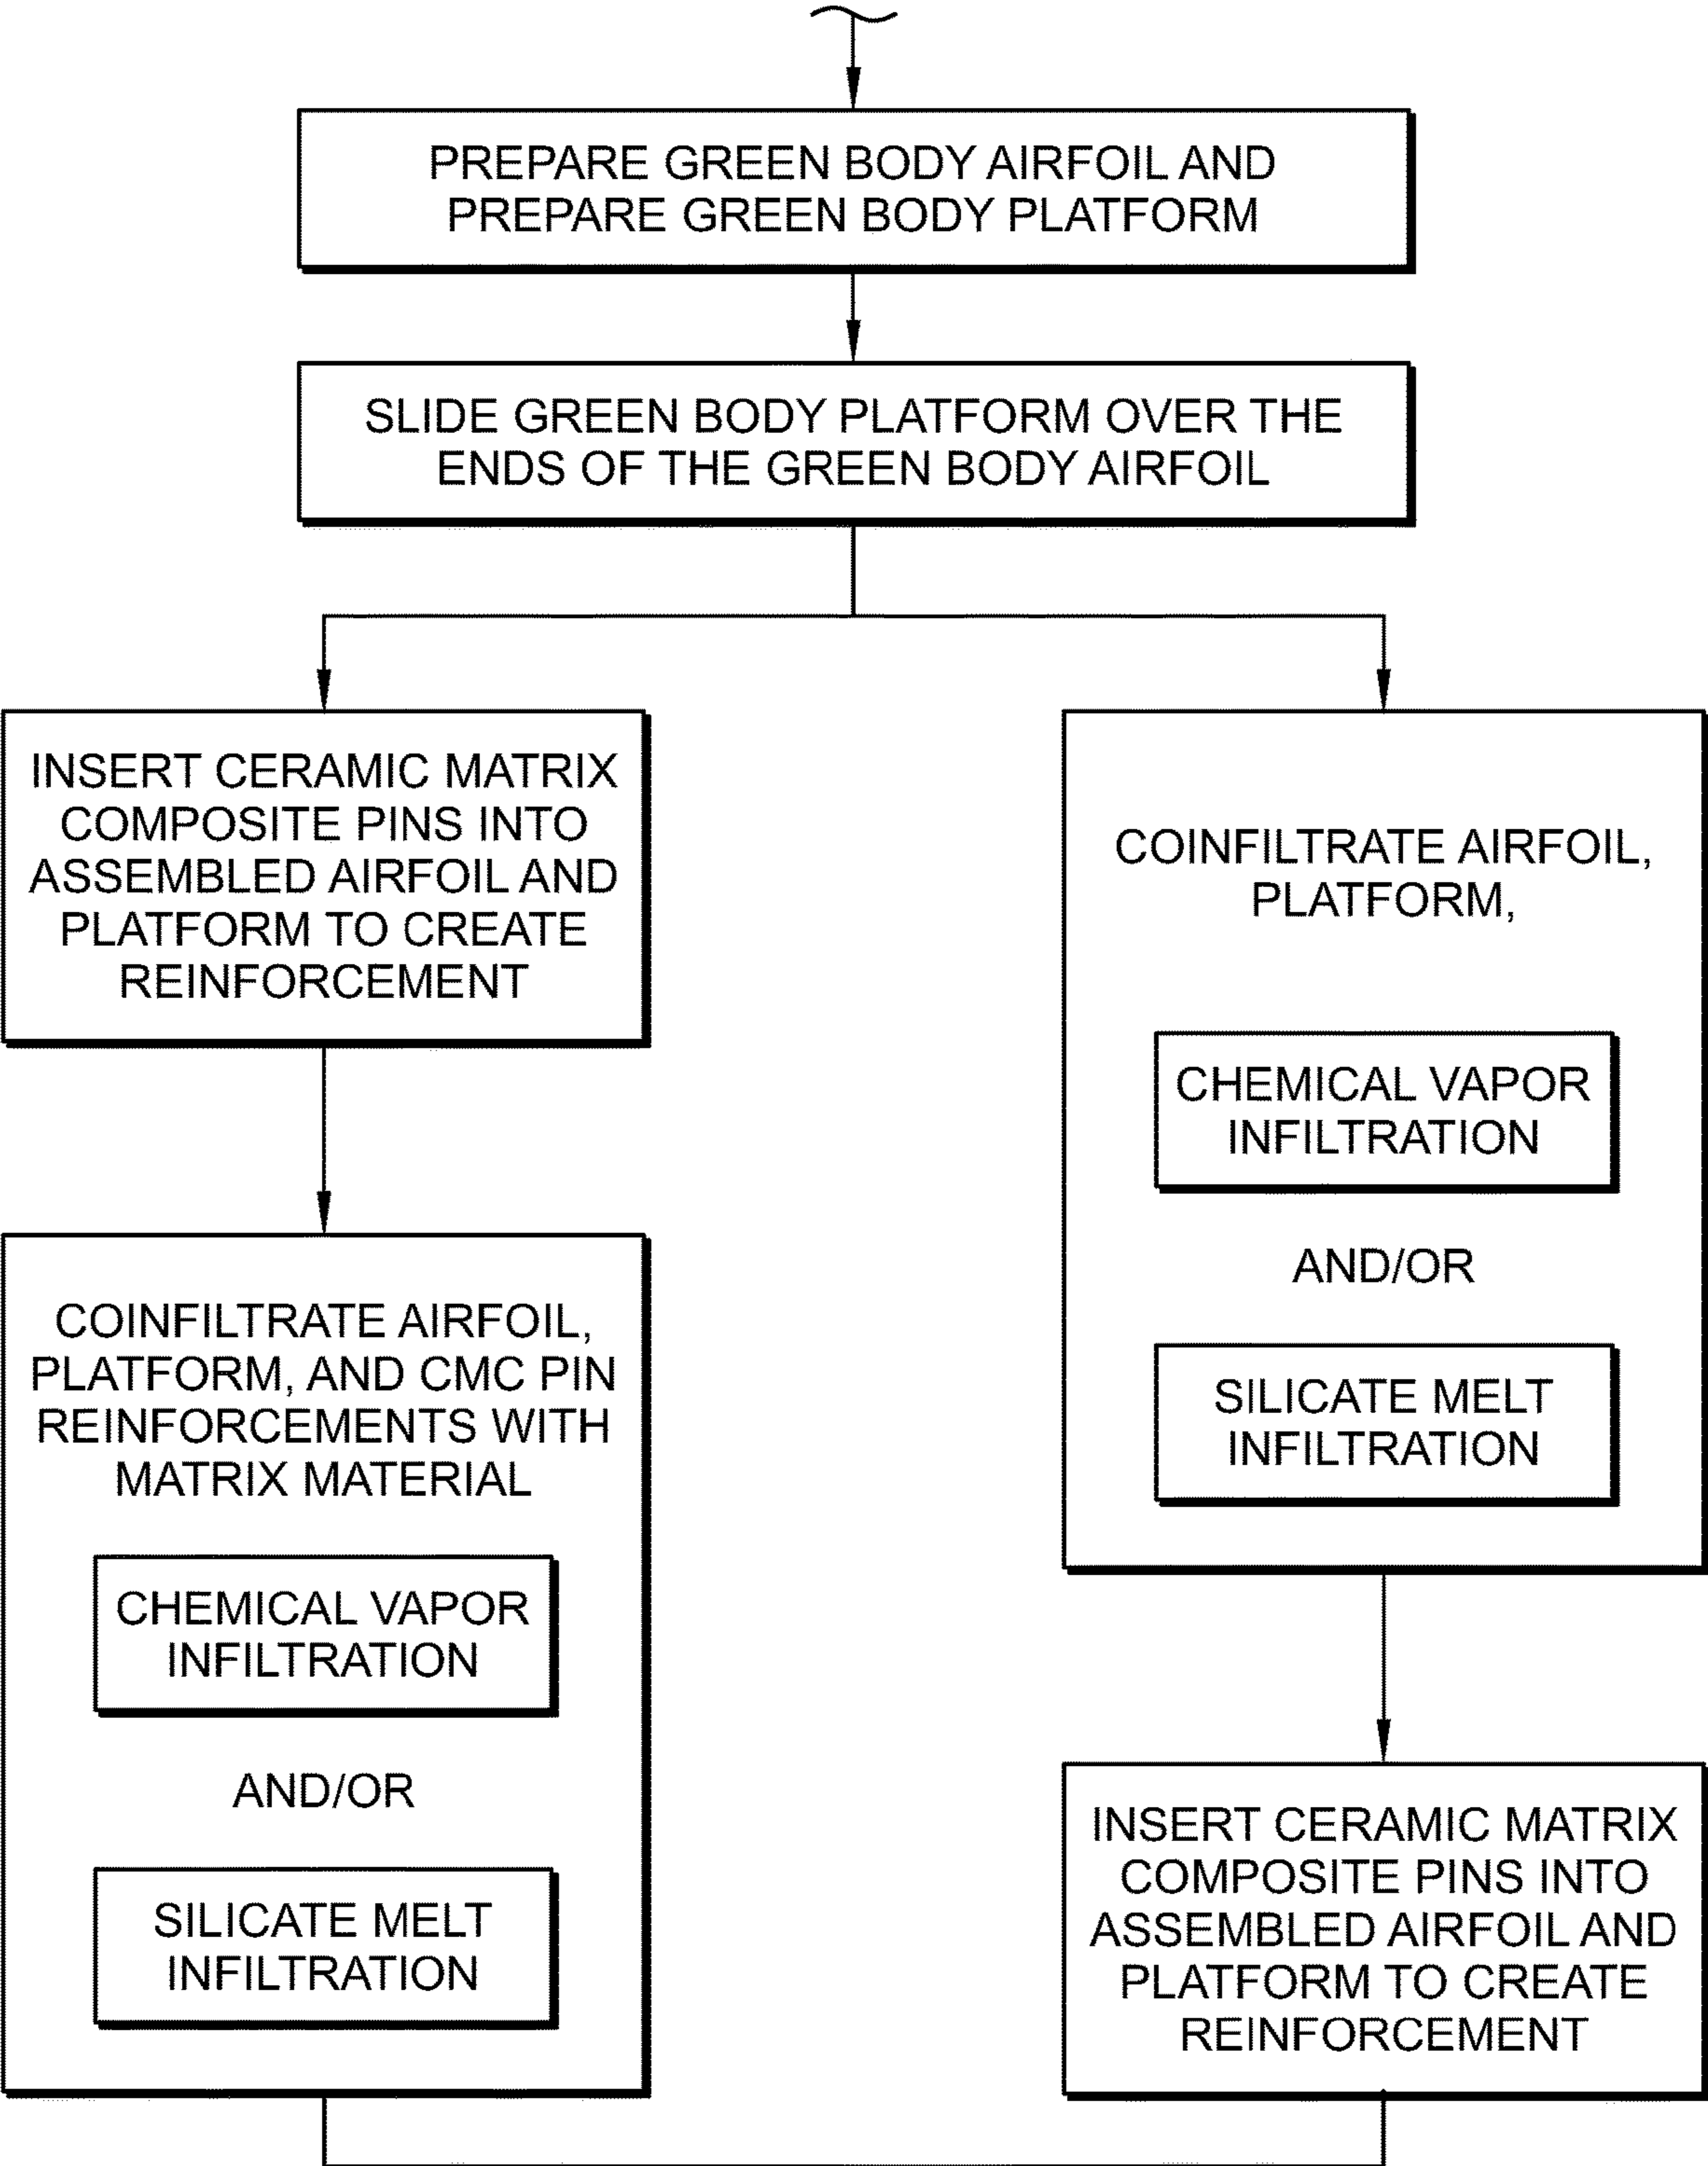 PREPARE GREEN BODY AIRFOIL AND
PREPARE GREEN BODY PLATFORM
SLIDE GREEN BODY PLATFORM OVER THE
ENDS OF THE GREEN BODY AIRFOIL
INSERT CERAMIC MATRIX
COMPOSITE PINS INTO
ASSEMBLED AIRFOIL AND
PLATFORM TO CREATE
REINFORCEMENT
COINFILTRATE AIRFOIL,
PLATFORM, AND CMC PIN
REINFORCEMENTS WITH
MATRIX MATERIAL
CHEMICAL VAPOR
INFILTRATION
AND/OR
SILICATE MELT
INFILTRATION
COINFILTRATE AIRFOIL,
PLATFORM,
CHEMICAL VAPOR
INFILTRATION
AND/OR
SILICATE MELT
INFILTRATION
INSERT CERAMIC MATRIX
COMPOSITE PINS INTO
ASSEMBLED AIRFOIL AND
PLATFORM TO CREATE
REINFORCEMENT